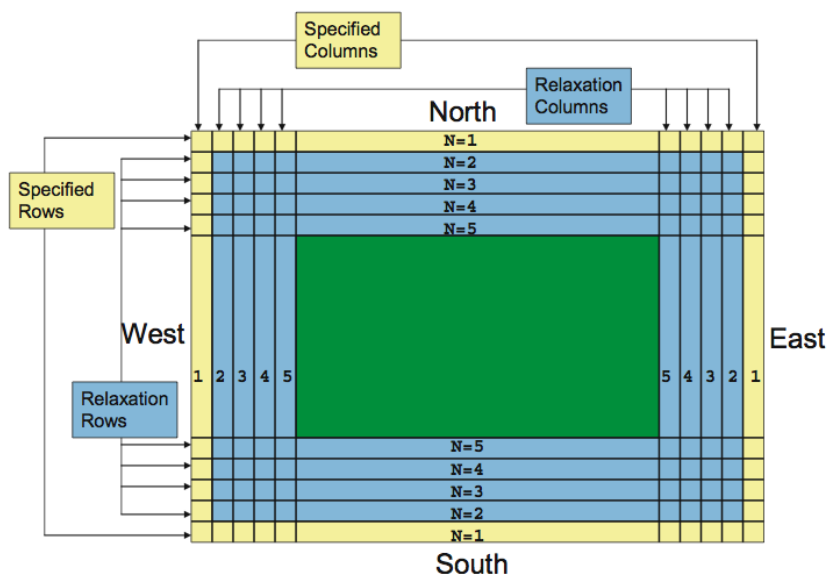 Specified
Columns
Relaxation
Columns
North
N=1
N=2
N=3
N=4
N=5
Specified
Rows
West
East
1 2 3 4 5
5 4 3 2 1
Relaxation
Rows
N=5
N=4
N=3
N=2
N=1
South